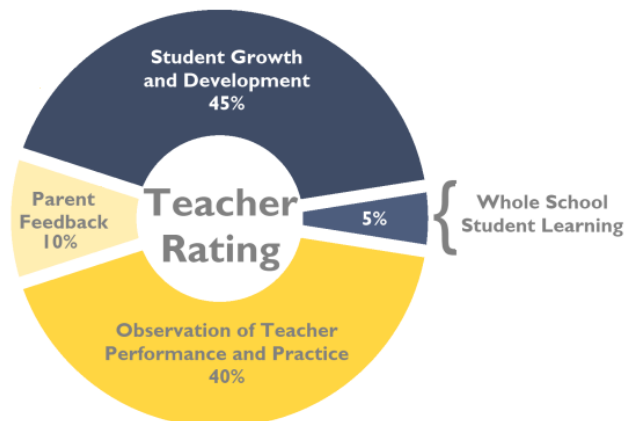 Student Growth
and Development
45%
Parent
Feedback
10%
Teacher
Rating
5%
Whole School
Student Learning
Observation of Teacher
Performance and Practice
40%